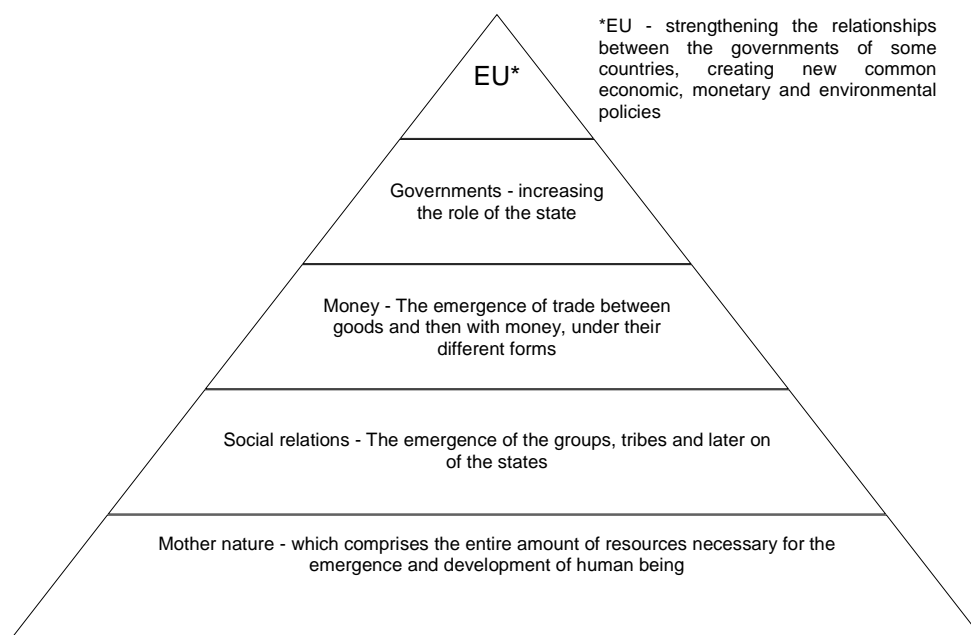 *EU - strengthening the relationships
between the governments of some
countries, creating new common
economic, monetary and environmental
policies
EU*
Governments - increasing
the role of the state
Money - The emergence of trade between
goods and then with money, under their
different forms
Social relations - The emergence of the groups, tribes and later on
of the states
Mother nature - which comprises the entire amount of resources necessary for the
emergence and development of human being